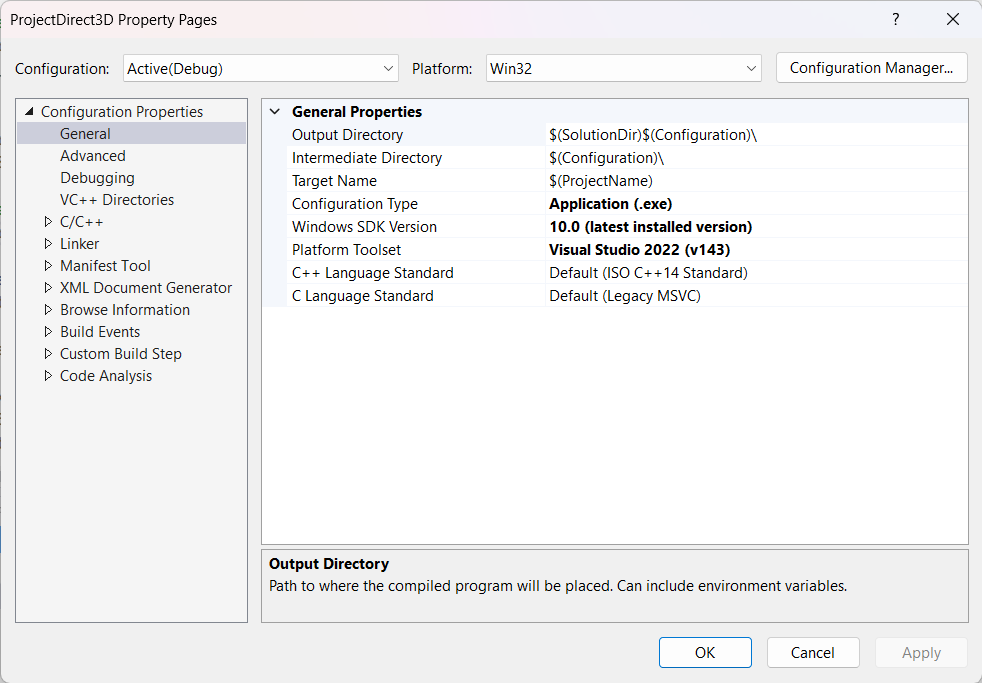 ProjectDirect3D Property Pages
?
Configuration: Active(Debug) Platform: Win32 Configuration Manager...
Configuration Properties
General
Advanced
Debugging
VC++ Directories
C/C++
Linker
Manifest Tool
XML Document Generator
Browse Information
Build Events
Custom Build Step
Code Analysis
General Properties
Output Directory $(SolutionDir)$(Configuration)\
Intermediate Directory $(Configuration)\
Target Name $(ProjectName)
Configuration Type Application (.exe)
Windows SDK Version 10.0 (latest installed version)
Platform Toolset Visual Studio 2022 (v143)
C++ Language Standard Default (ISO C++14 Standard)
C Language Standard Default (Legacy MSVC)
Output Directory
Path to where the compiled program will be placed. Can include environment variables.
OK Cancel Apply